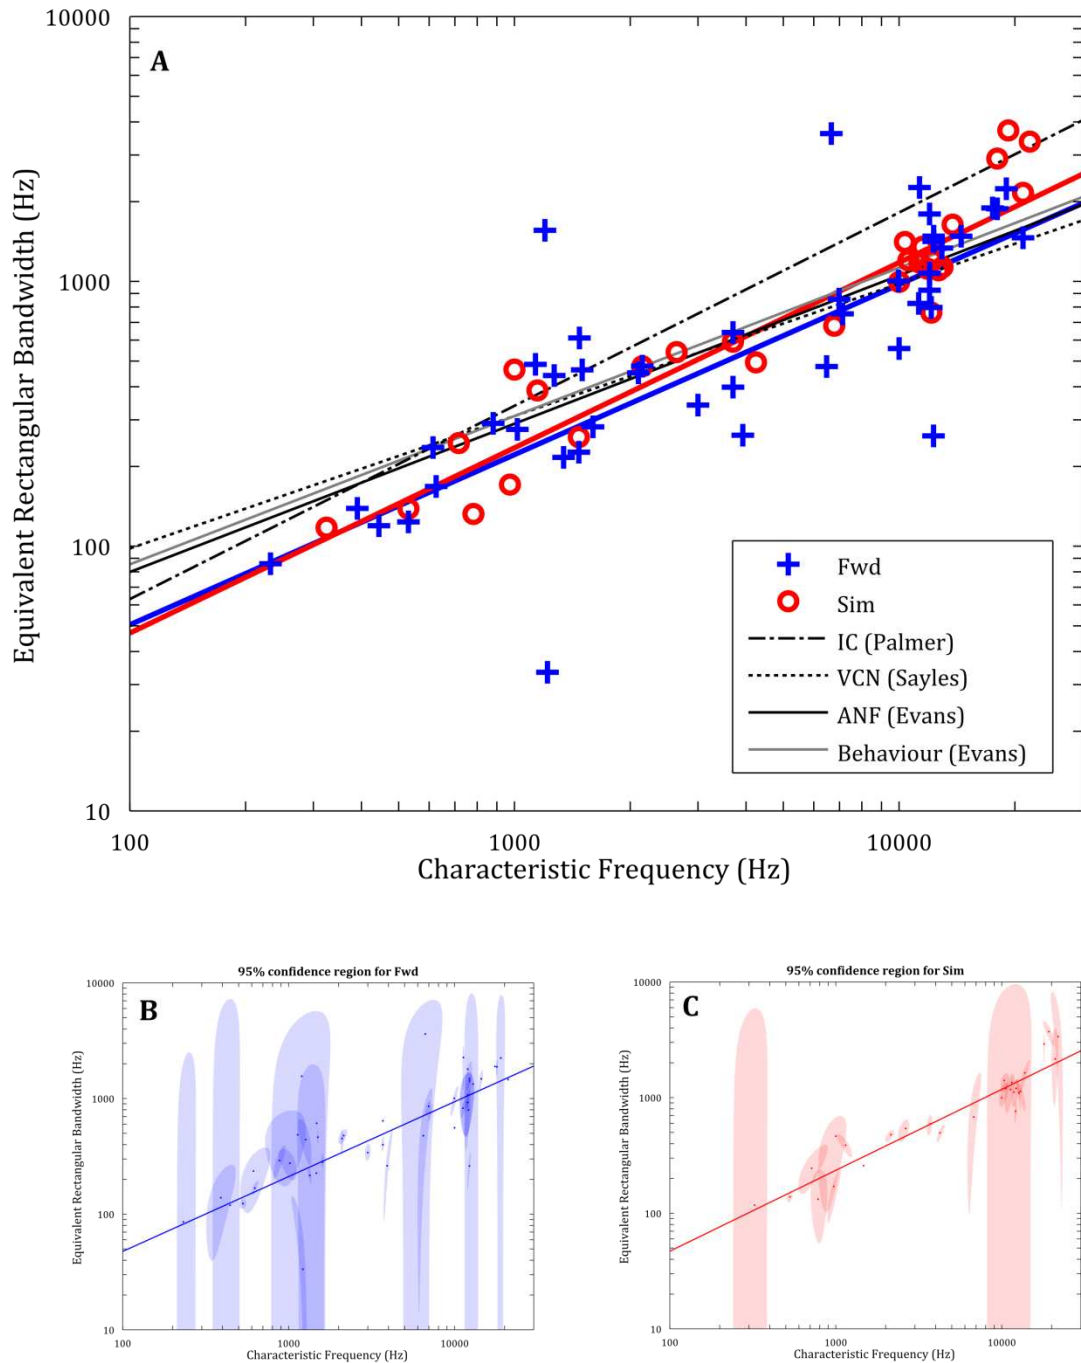 A
10000
1000
100
10
Equivalent Rectangular Bandwidth (Hz)
Fwd
Sim
IC (Palmer)
VCN (Sayles)
ANF (Evans)
Behaviour (Evans)
100
1000
10000
Characteristic Frequency (Hz)
95% confidence region for Fwd
B
10000
1000
100
10
Equivalent Rectangular Bandwidth (Hz)
100
1000
10000
Characteristic Frequency (Hz)
95% confidence region for Sim
C
10000
1000
100
10
Equivalent Rectangular Bandwidth (Hz)
100
1000
10000
Characteristic Frequency (Hz)